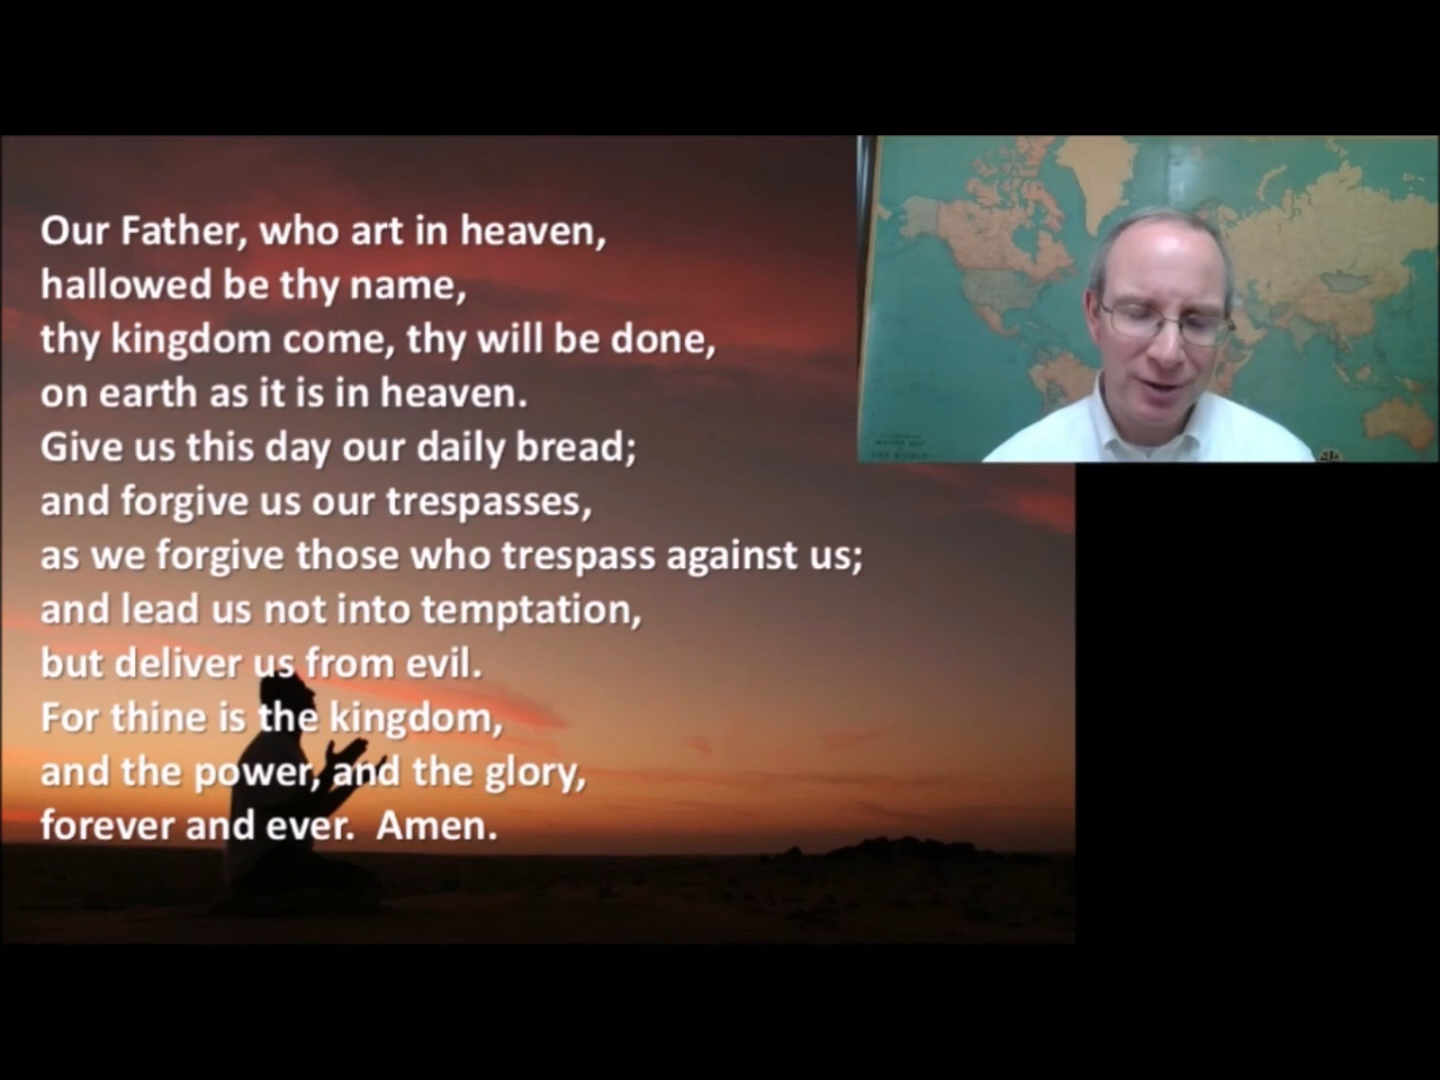 Our Father, who art in heaven,
hallowed be thy name,
thy kingdom come, thy will be done,
on earth as it is in heaven.
Give us this day our daily bread;
and forgive us our trespasses,
as we forgive those who trespass against us;
and lead us not into temptation,
but deliver us from evil.
For thine is the kingdom,
and the power, and the glory,
forever and ever.  Amen.
THE WORLD